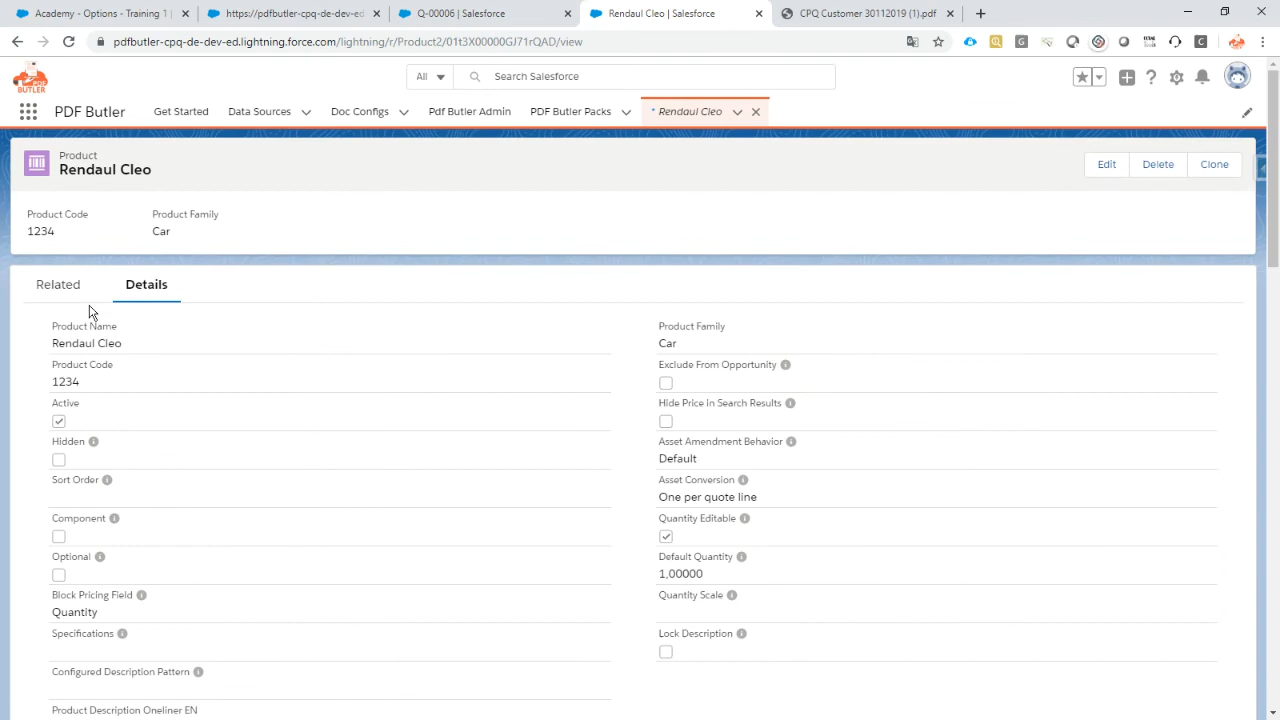 Academy - Options - Training 1
https://pdfbutler-cpq-de-dev-ed
Q-00006 | Salesforce
Rendaul Cleo | Salesforce
CPQ Customer 30112019 (1).pdf
pdfbutler-cpq-de-dev-ed.lightning.force.com/lightning/r/Product2/01t3X00000GJ71rQAD/view
PDF BUTLER
All
Search Salesforce
PDF Butler
Get Started
Data Sources
Doc Configs
Pdf Butler Admin
PDF Butler Packs
* Rendaul Cleo
Product
Rendaul Cleo
Edit
Delete
Clone
Product Code
Product Family
1234
Car
Related
Details
Product Name
Rendaul Cleo
Product Family
Car
Product Code
1234
Exclude From Opportunity
Active
Hide Price in Search Results
Hidden
Asset Amendment Behavior
Default
Sort Order
Asset Conversion
One per quote line
Component
Quantity Editable
Optional
Default Quantity
1,00000
Block Pricing Field
Quantity
Quantity Scale
Specifications
Lock Description
Configured Description Pattern
Product Description Oneliner EN